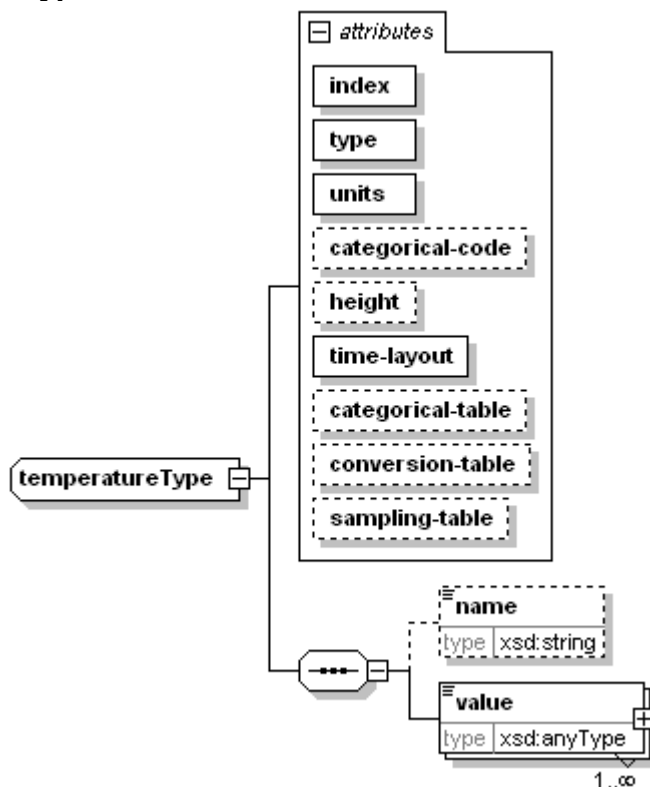 attributes
index
type
units
categorical-code
height
time-layout
categorical-table
conversion-table
sampling-table
temperatureType
name
type xsd:string
value
type xsd:anyType
1..∞